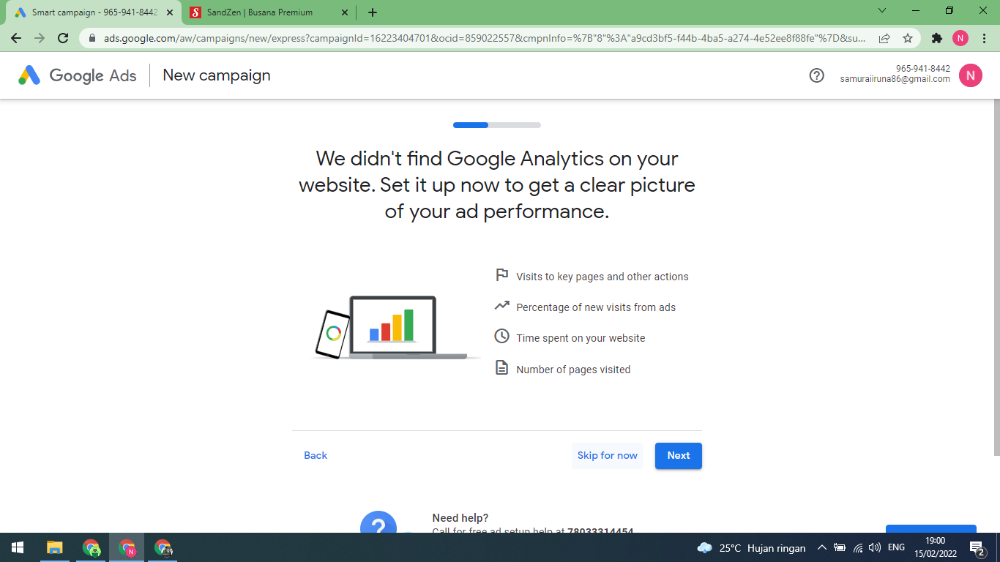 Smart campaign - 965-941-8442
SandZen | Busana Premium
ads.google.com/aw/campaigns/new/express?campaignId=16223404701&ocid=859022557&cmpnInfo=%7B"8"%3A"a9cd3bf5-f44b-4ba5-a274-4e52ee8f88fe"%7D&su...
N
Google Ads
New campaign
965-941-8442
samuraiiruna86@gmail.com
N
We didn't find Google Analytics on your
website. Set it up now to get a clear picture
of your ad performance.
Visits to key pages and other actions
Percentage of new visits from ads
Time spent on your website
Number of pages visited
Back
Skip for now
Next
Need help?
Call for free ad setup help at 78033314454
25°C Hujan ringan
ENG
19:00
15/02/2022
2